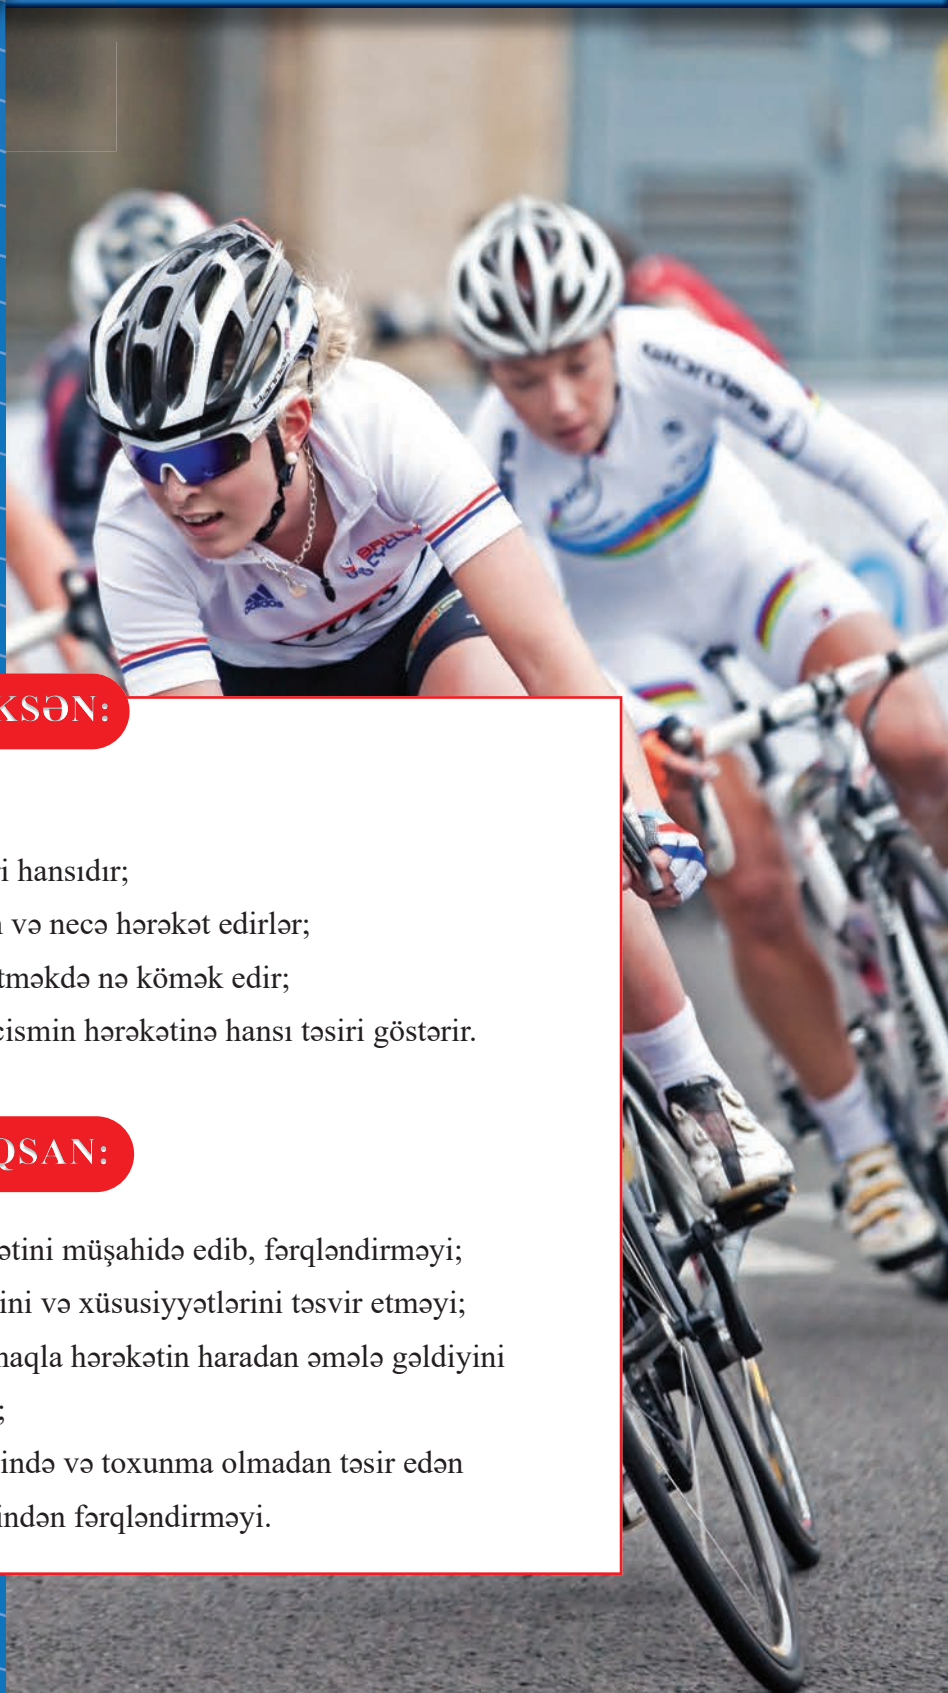 GIORDANA
adidas
KSƏN:
i hansıdır;
və necə hərəkət edirlər;
tməkdə nə kömək edir;
cismin hərəkətinə hansı təsiri göstərir.
QSAN:
ətini müşahidə edib, fərqləndirməyi;
ini və xüsusiyyətlərini təsvir etməyi;
naqla hərəkətin haradan əmələ gəldiyini
;
ində və toxunma olmadan təsir edən
indən fərqləndirməyi.